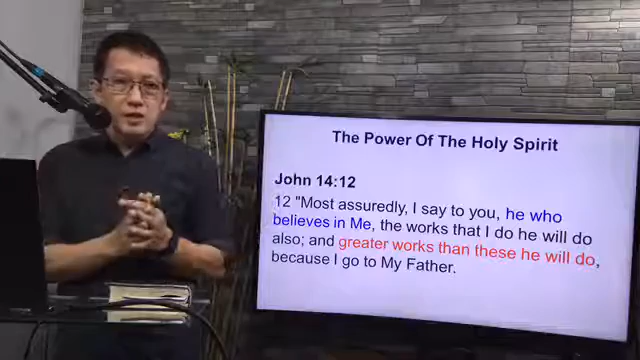 The Power Of The Holy Spirit
John 14:12
12 "Most assuredly, I say to you, he who
believes in Me, the works that I do he will do
also; and greater works than these he will do,
because I go to My Father.